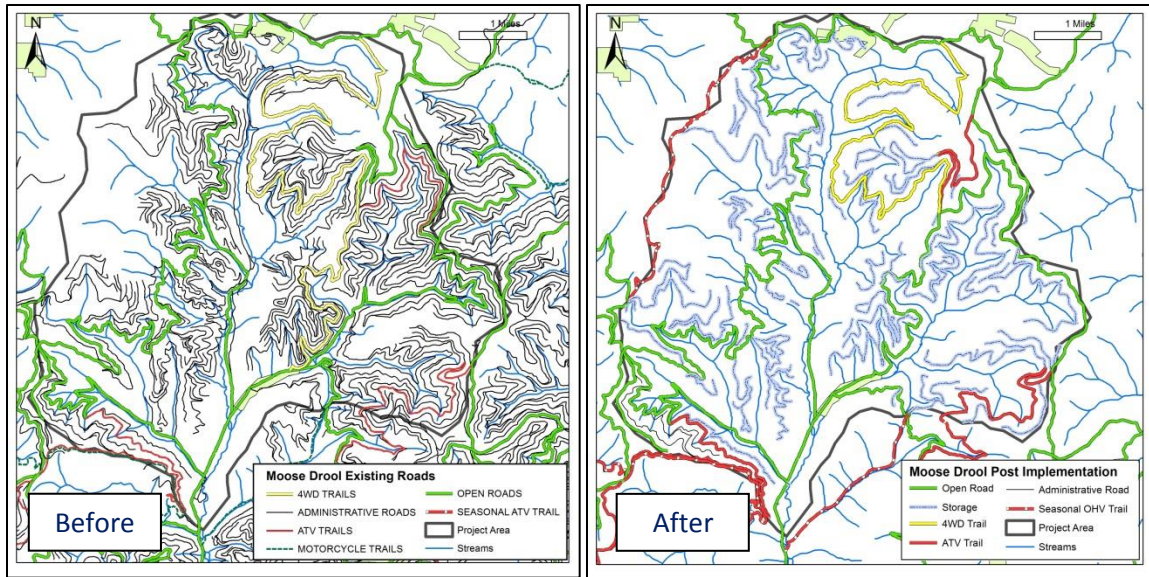 N
1 Miles
Moose Drool Existing Roads
4WD TRAILS
ADMINISTRATIVE ROADS
ATV TRAILS
MOTORCYCLE TRAILS
OPEN ROADS
SEASONAL ATV TRAIL
Project Area
Streams
Before
N
1 Miles
Moose Drool Post Implementation
Open Road
Storage
4WD Trail
ATV Trail
Administrative Road
Seasonal OHV Trail
Project Area
Streams
After